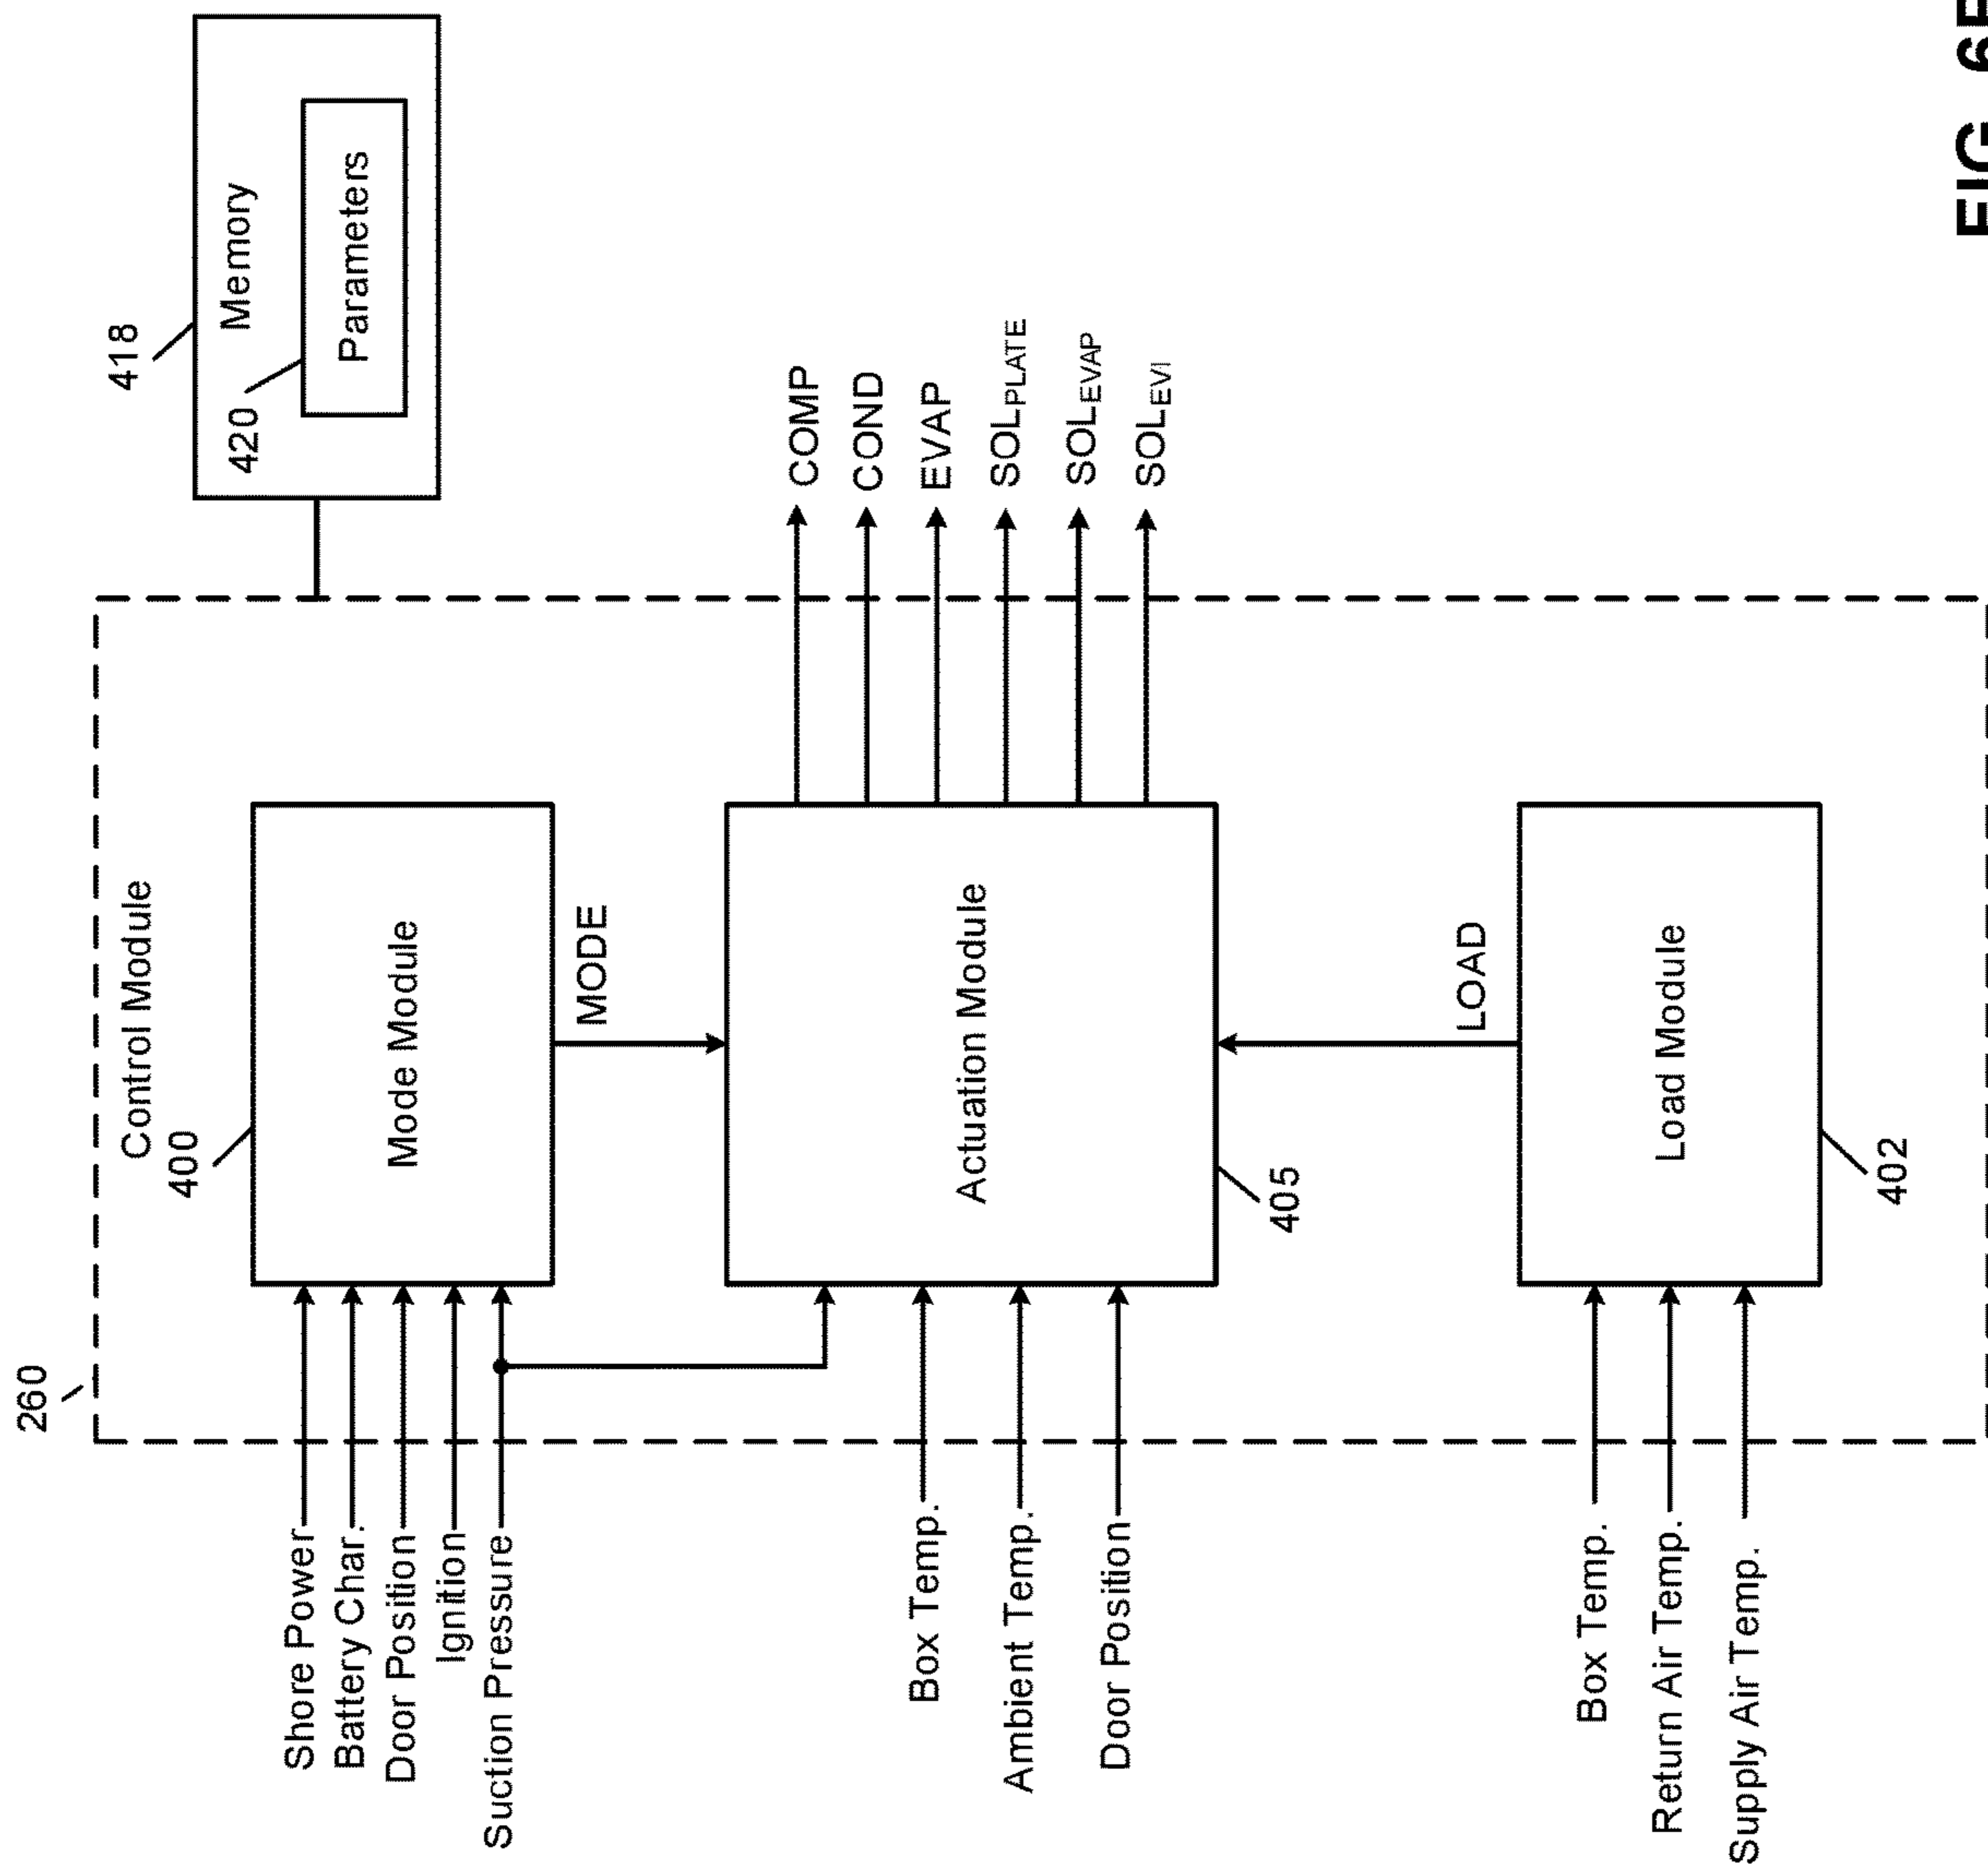 260
Control Module
400
Shore Power
Battery Char.
Door Position
Ignition
Suction Pressure
Mode Module
MODE
Box Temp.
Ambient Temp.
Door Position
Actuation Module
405
COMP
COND
EVAP
SOLPLATE
SOLEVAP
SOLEVI
LOAD
Box Temp.
Return Air Temp.
Supply Air Temp.
Load Module
402
418
Memory
420
Parameters
FIG. 6